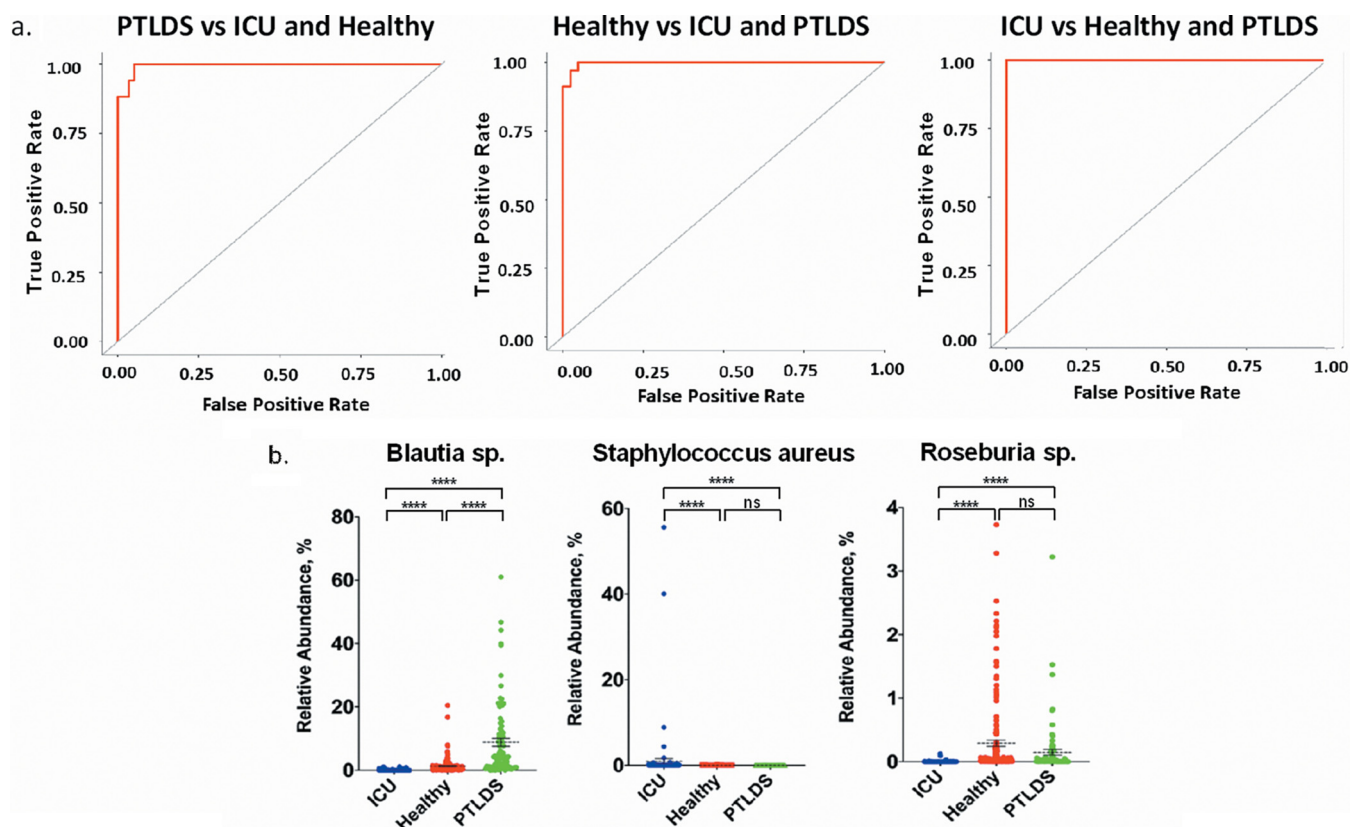 a.
PTLDS vs ICU and Healthy
Healthy vs ICU and PTLDS
ICU vs Healthy and PTLDS
True Positive Rate
1.00
0.75
0.50
0.25
0.00
0.00 0.25 0.50 0.75 1.00
False Positive Rate
True Positive Rate
1.00
0.75
0.50
0.25
0.00
0.00 0.25 0.50 0.75 1.00
False Positive Rate
True Positive Rate
1.00
0.75
0.50
0.25
0.00
0.00 0.25 0.50 0.75 1.00
False Positive Rate
b.
Blautia sp.
****
**** ****
Relative Abundance, %
80
60
40
20
0
ICU Healthy PTLDS
Staphylococcus aureus
****
**** ns
Relative Abundance, %
60
40
20
0
ICU Healthy PTLDS
Roseburia sp.
****
**** ns
Relative Abundance, %
4
3
2
1
0
ICU Healthy PTLDS